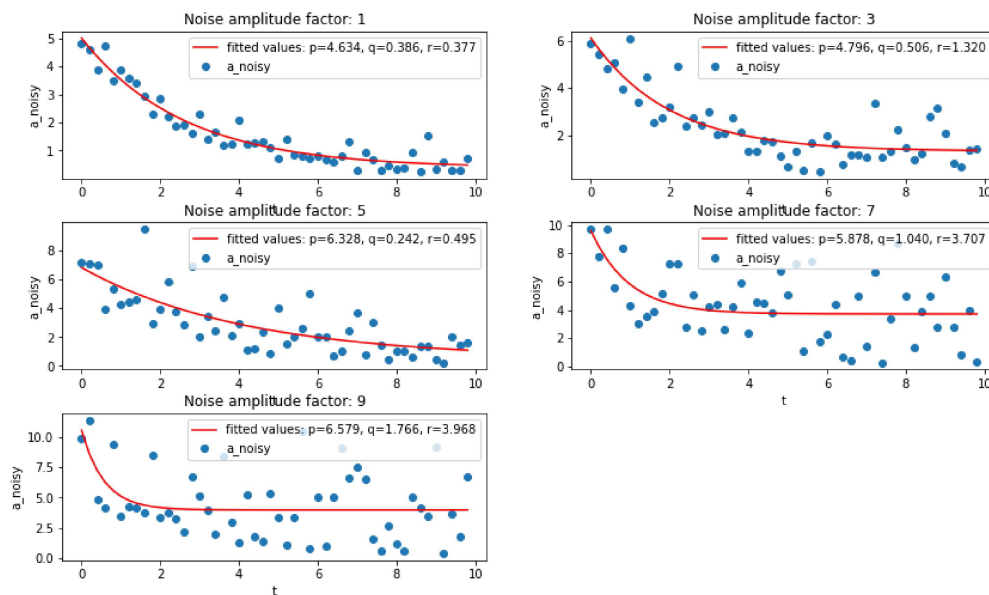 Noise amplitude factor: 1
fitted values: p=4.634, q=0.386, r=0.377
a_noisy
a_noisy
5
4
3
2
1
0 2 4 6 8 10
t
Noise amplitude factor: 3
fitted values: p=4.796, q=0.506, r=1.320
a_noisy
a_noisy
6
4
2
0 2 4 6 8 10
t
Noise amplitude factor: 5
fitted values: p=6.328, q=0.242, r=0.495
a_noisy
a_noisy
8
6
4
2
0
0 2 4 6 8 10
t
Noise amplitude factor: 7
fitted values: p=5.878, q=1.040, r=3.707
a_noisy
a_noisy
10
8
6
4
2
0
0 2 4 6 8 10
t
Noise amplitude factor: 9
fitted values: p=6.579, q=1.766, r=3.968
a_noisy
a_noisy
10.0
7.5
5.0
2.5
0.0
0 2 4 6 8 10
t